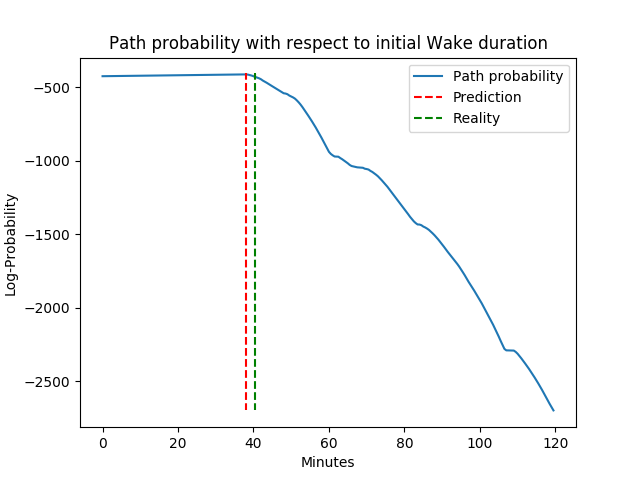 Path probability with respect to initial Wake duration
Path probability
Prediction
Reality
−500
−1000
−1500
−2000
−2500
Log-Probability
0 20 40 60 80 100 120
Minutes